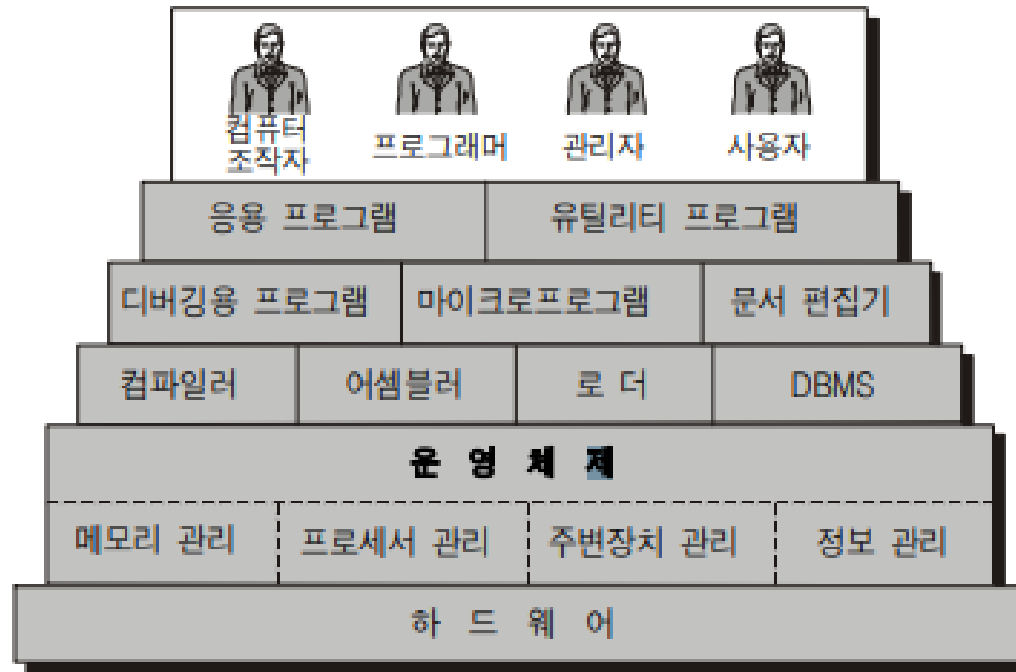 컴퓨터
조작자
프로그래머
관리자
사용자
응용 프로그램
유틸리티 프로그램
디버깅용 프로그램
마이크로프로그램
문서 편집기
컴파일러
어셈블러
로 더
DBMS
운 영 체 제
메모리 관리
프로세서 관리
주변장치 관리
정보 관리
하 드 웨 어